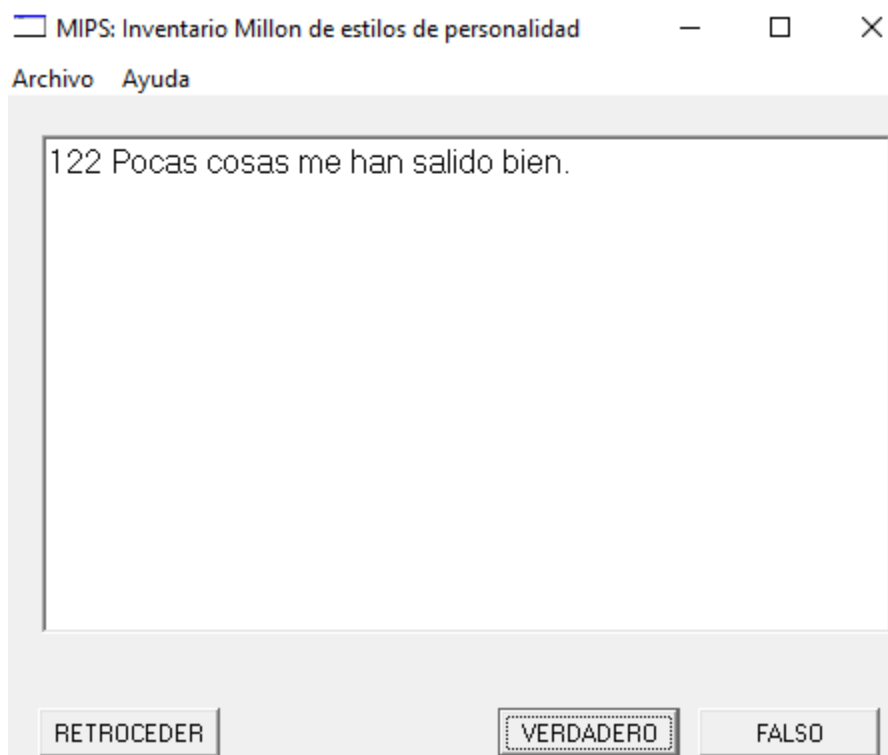 MIPS: Inventario Millon de estilos de personalidad
Archivo Ayuda
122 Pocas cosas me han salido bien.
RETROCEDER VERDADERO FALSO